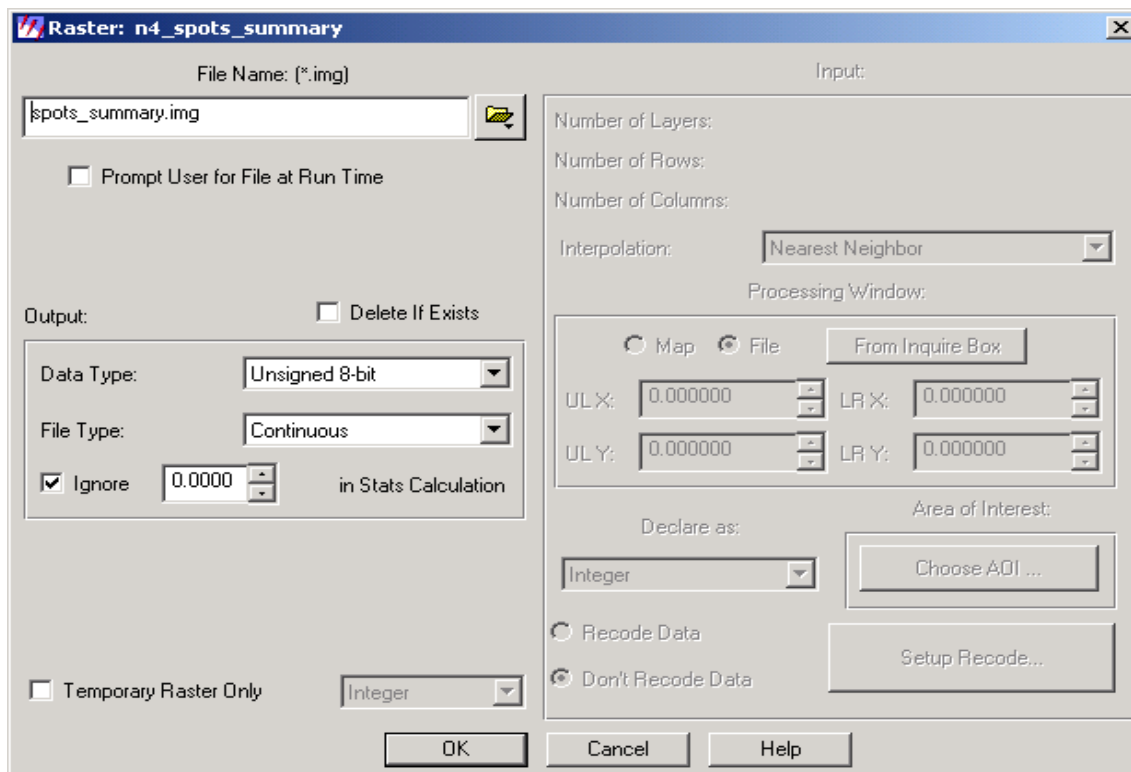 Raster: n4_spots_summary
File Name: (*.img)
spots_summary.img
Prompt User for File at Run Time
Output:
Delete If Exists
Data Type:
Unsigned 8-bit
File Type:
Continuous
Ignore
0.0000
in Stats Calculation
Temporary Raster Only
Integer
Input:
Number of Layers:
Number of Rows:
Number of Columns:
Interpolation:
Nearest Neighbor
Processing Window:
Map
File
From Inquire Box
UL X:
0.000000
LR X:
0.000000
UL Y:
0.000000
LR Y:
0.000000
Declare as:
Integer
Area of Interest:
Choose AOI ...
Recode Data
Don't Recode Data
Setup Recode...
OK
Cancel
Help